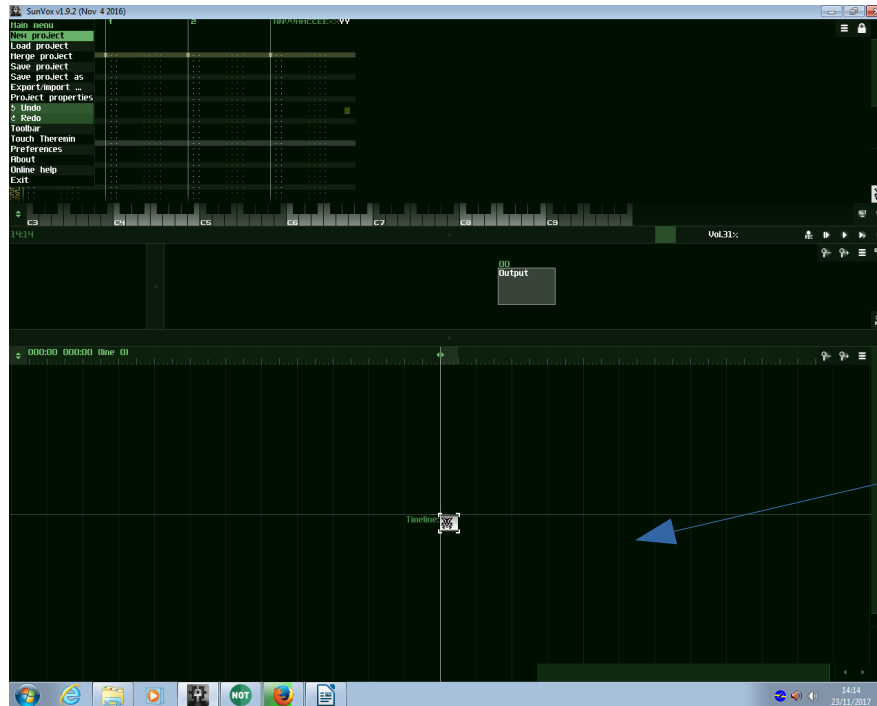 SunVox v1.9.2 (Nov 4 2016)
Main menu
New project
Load project
Merge project
Save project
Save project as
Export/import ...
Project properties
Undo
Redo
Toolbar
Touch Theremin
Preferences
About
Online help
Exit
1
2
NNVVMMCCEEXXYY
C3
C4
C5
C6
C7
C8
C9
14:14
Vol.31%
00
Output
000:00 000:00 (line 0)
Timeline:
NOT
14:14
23/11/2017